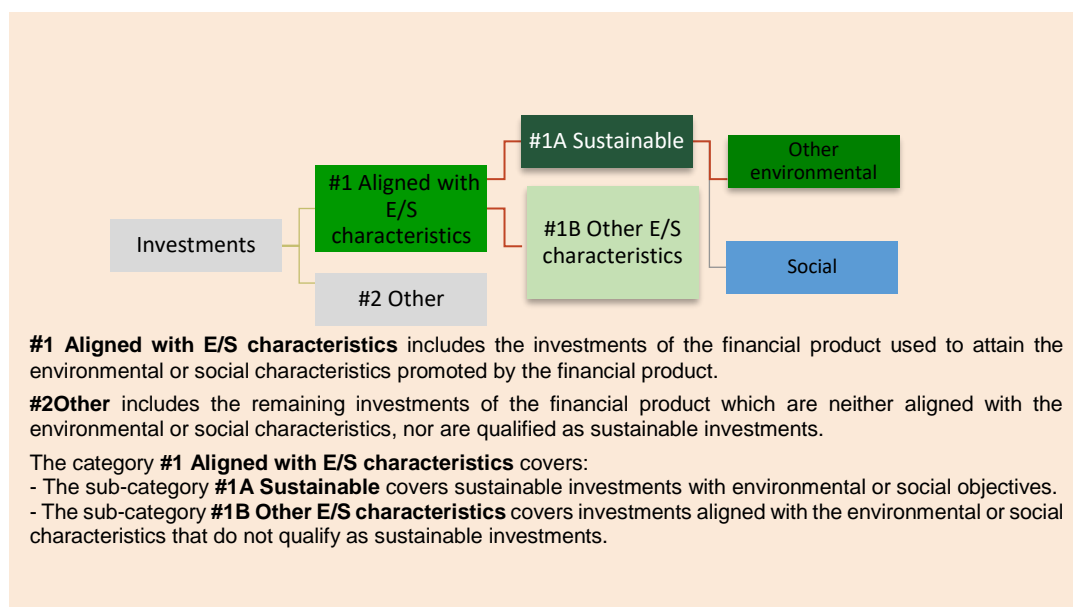 #1A Sustainable
Other
environmental
#1 Aligned with
E/S
characteristics
#1B Other E/S
characteristics
Investments
Social
#2 Other
#1 Aligned with E/S characteristics includes the investments of the financial product used to attain the
environmental or social characteristics promoted by the financial product.
#2Other includes the remaining investments of the financial product which are neither aligned with the
environmental or social characteristics, nor are qualified as sustainable investments.
The category #1 Aligned with E/S characteristics covers:
- The sub-category #1A Sustainable covers sustainable investments with environmental or social objectives.
- The sub-category #1B Other E/S characteristics covers investments aligned with the environmental or social
characteristics that do not qualify as sustainable investments.